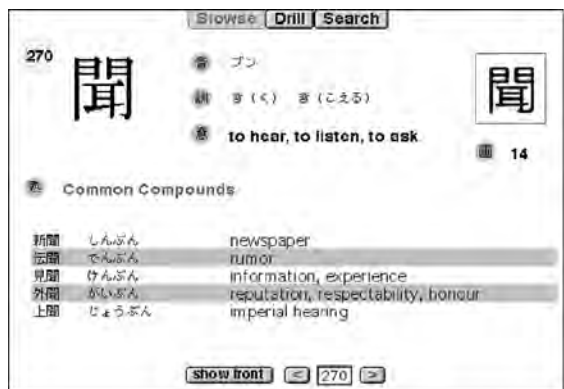 Browse Drill Search
270
聞
音 ブン
訓 き(く) き(こえる)
意 to hear, to listen, to ask
聞
画 14
熟 Common Compounds
新聞 しんぶん newspaper
伝聞 でんぶん rumor
見聞 けんぶん information, experience
外聞 がいぶん reputation, respectability, honour
上聞 じょうぶん imperial hearing
show front < 270 >